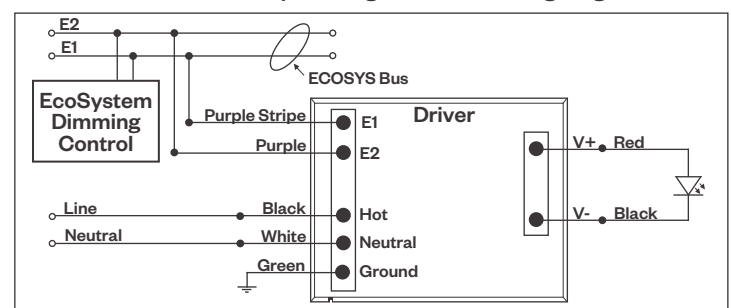 E2
E1
ECOSYS Bus
EcoSystem
Dimming
Control
Purple Stripe
E1
Driver
Purple
E2
V+
Red
Line
Black
Hot
V-
Black
Neutral
White
Neutral
Green
Ground